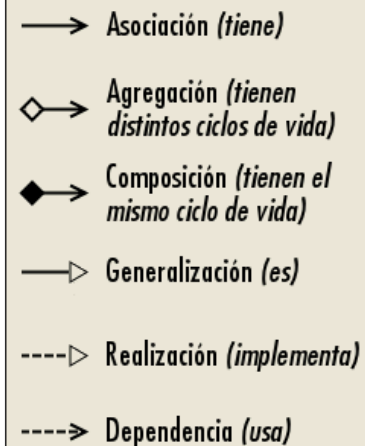 Asociación (tiene)
Agregación (tienen
distintos ciclos de vida)
Composición (tienen el
mismo ciclo de vida)
Generalización (es)
Realización (implementa)
Dependencia (usa)